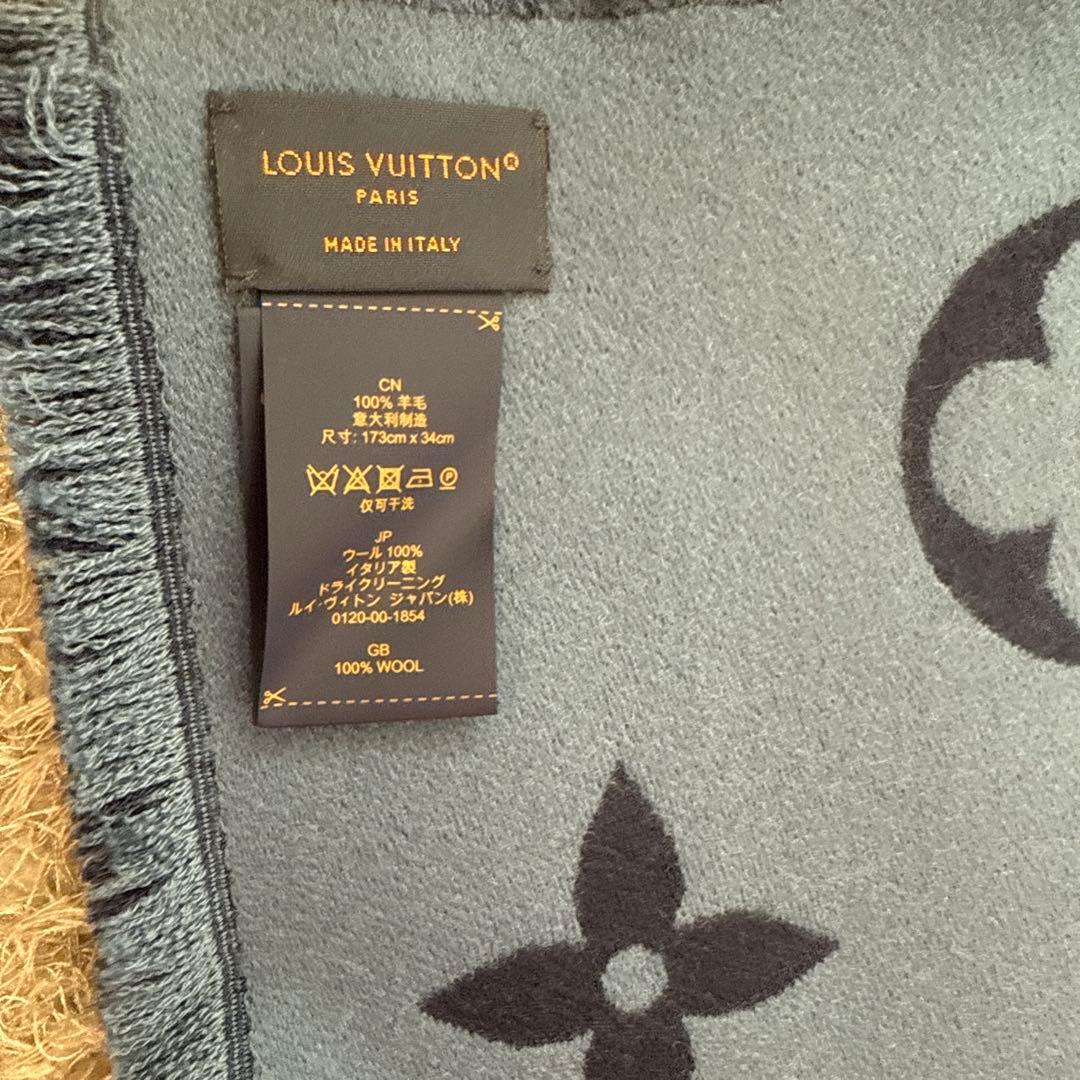 LOUIS VUITTON®
PARIS
MADE IN ITALY
CN
100% 羊毛
意大利制造
尺寸: 173cm x 34cm
P
仅可干洗
JP
ウール 100%
イタリア製
ドライクリーニング
ルイ·ヴィトン ジャパン(株)
0120-00-1854
GB
100% WOOL